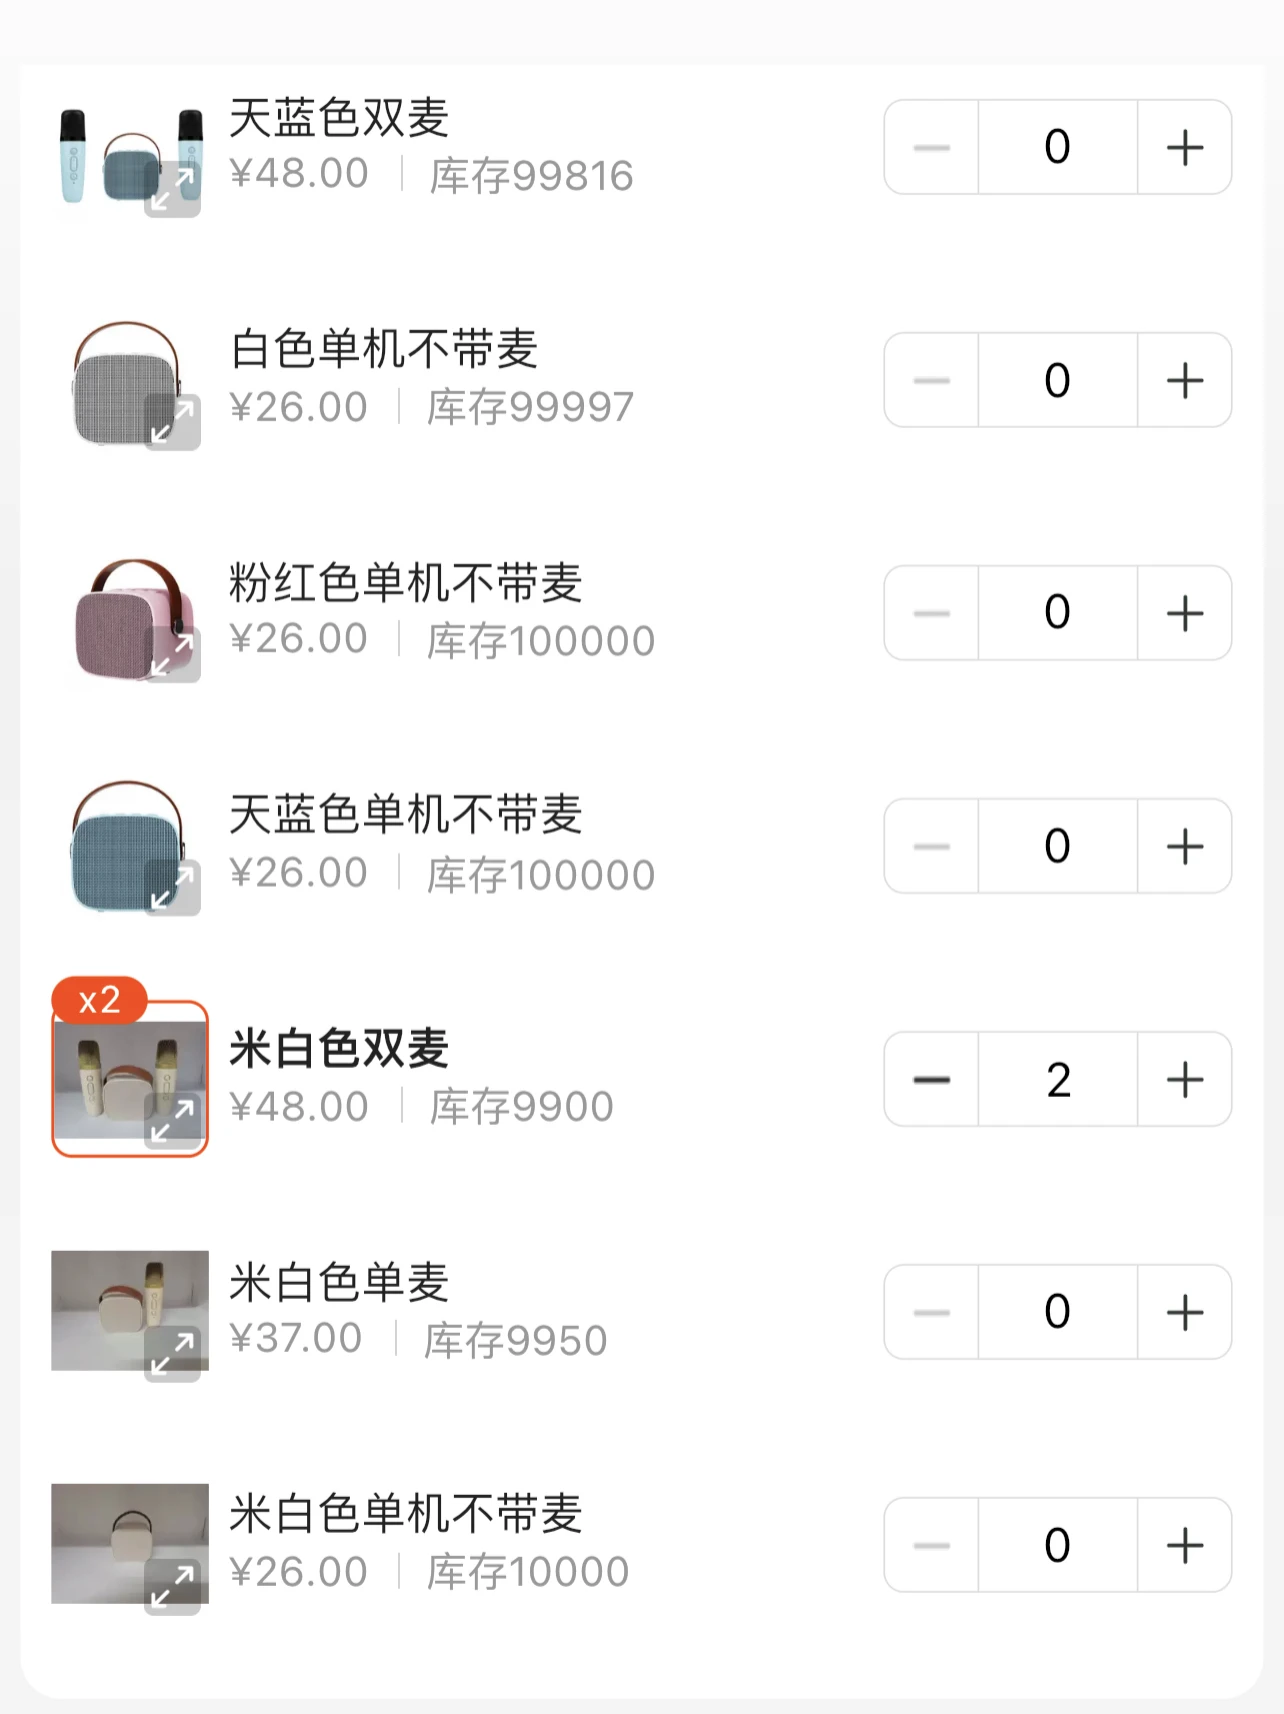 天蓝色双麦
¥48.00 库存99816
0
白色单机不带麦
¥26.00 库存99997
0
粉红色单机不带麦
¥26.00 库存100000
0
天蓝色单机不带麦
¥26.00 库存100000
0
x2
米白色双麦
¥48.00 库存9900
2
米白色单麦
¥37.00 库存9950
0
米白色单机不带麦
¥26.00 库存10000
0